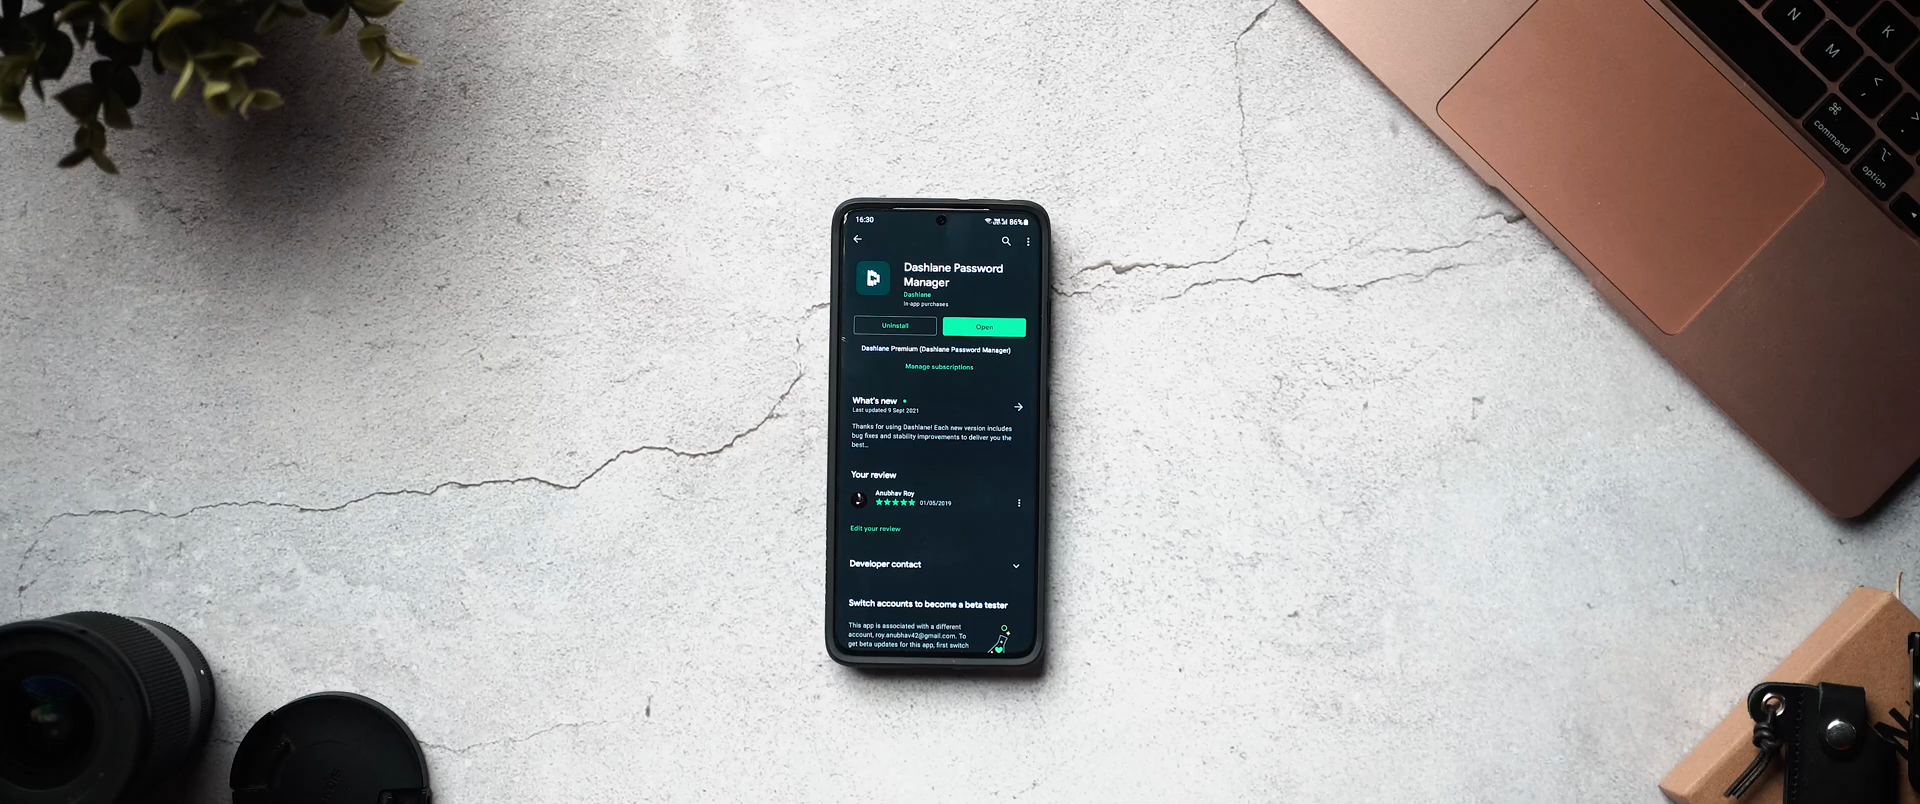 16:30
86%
Dashlane Password
Manager
Dashlane
In-app purchases
Uninstall
Open
Dashlane Premium (Dashlane Password Manager)
Manage subscriptions
What's new
Last updated 9 Sept 2021
Thanks for using Dashlane! Each new version includes
bug fixes and stability improvements to deliver you the
best...
Your review
Anubhav Roy
01/05/2019
Edit your review
Developer contact
Switch accounts to become a beta tester
This app is associated with a different
account, roy.anubhav42@gmail.com. To
get beta updates for this app, first switch
N
M
K
<
,
>
⌘
command
⌥
option